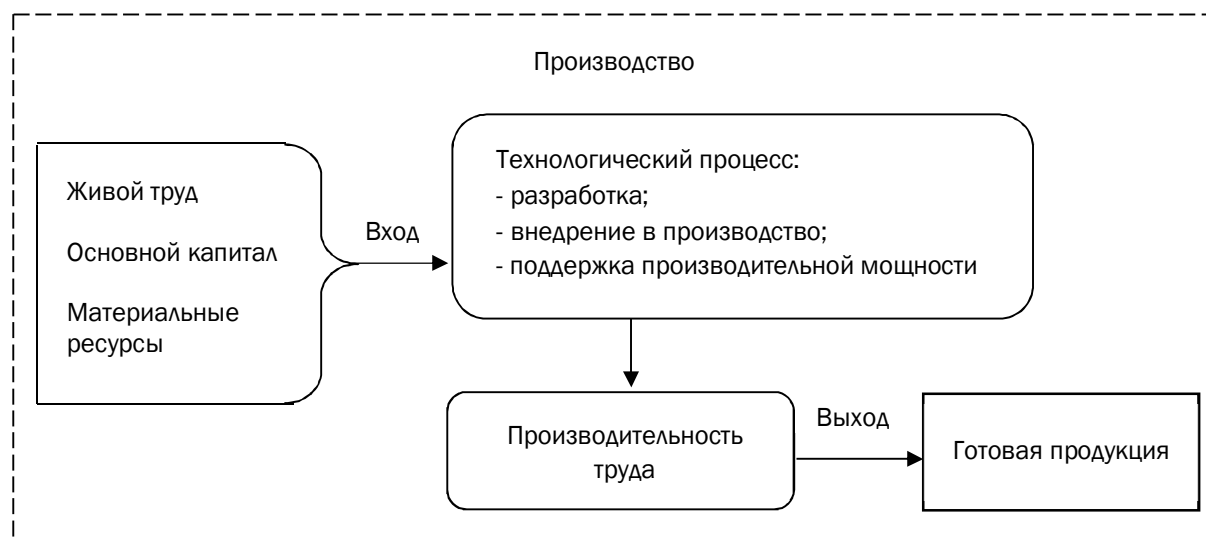 Производство
Живой труд
Основной капитал
Материальные
ресурсы
Вход
Технологический процесс:
- разработка;
- внедрение в производство;
- поддержка производительной мощности
Производительность
труда
Выход
Готовая продукция